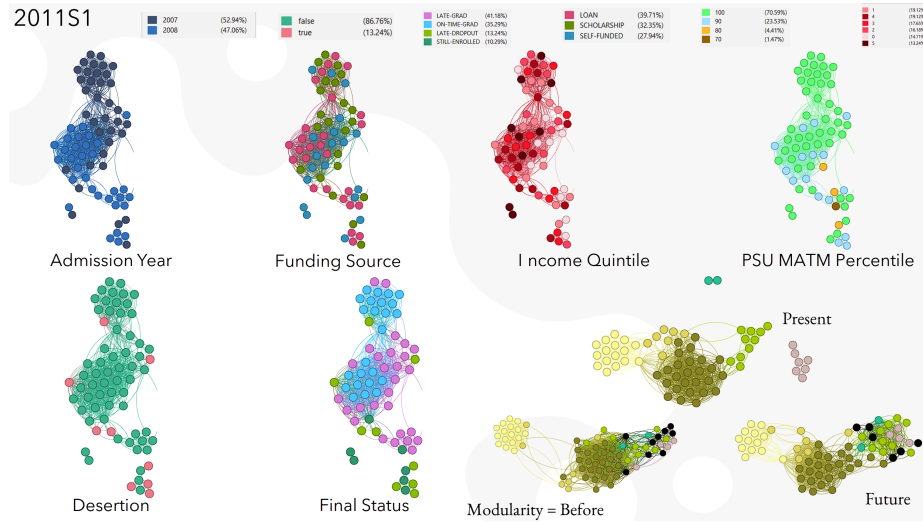 2011S1
2007 (52.94%)
2008 (47.06%)
false (86.76%)
true (13.24%)
LATE-GRAD (41.18%)
ON-TIME-GRAD (35.29%)
LATE-DROPOUT (13.24%)
STILL-ENROLLED (10.29%)
LOAN (39.71%)
SCHOLARSHIP (32.35%)
SELF-FUNDED (27.94%)
100 (70.59%)
90 (23.53%)
80 (4.41%)
70 (1.47%)
1
4
3
2
0
5
Admission Year
Funding Source
I ncome Quintile
PSU MATM Percentile
Present
Desertion
Final Status
Modularity = Before
Future